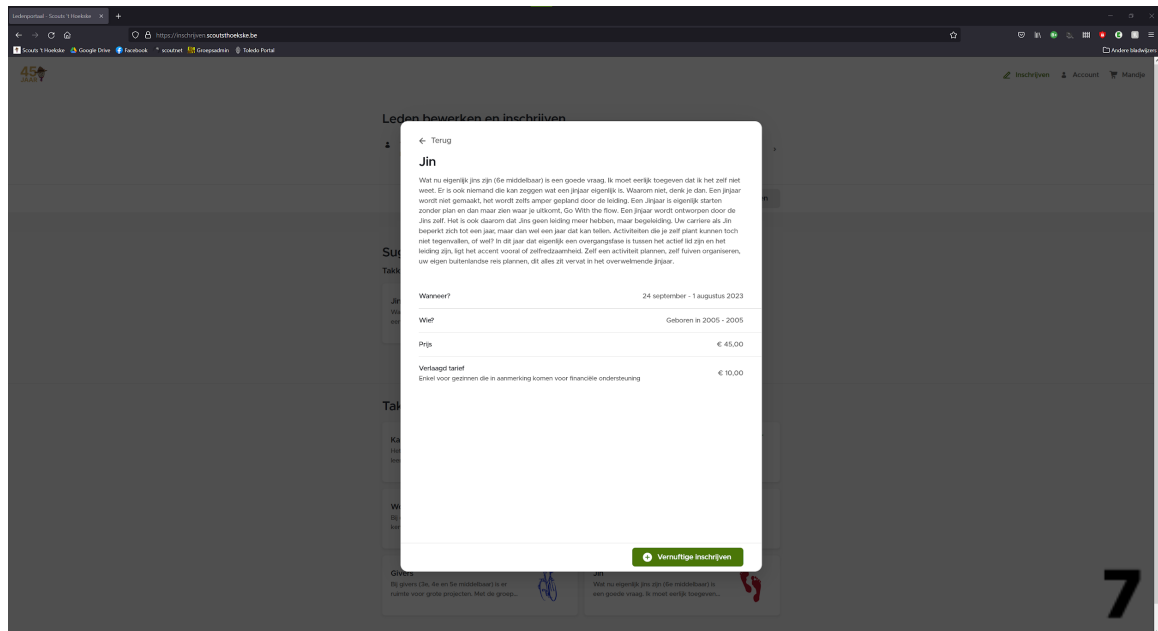 Ledenportaal - Scouts 't Hoekske
https://inschrijven.scoutsthoekske.be
Scouts 't Hoekske Google Drive Facebook scoutnet Groepsadmin Toledo Portal Andere bladwijzers
45
JAAR
Inschrijven Account Mandje
Leden bewerken en inschrijven
Terug
Jin
Wat nu eigenlijk jins zijn (6e middelbaar) is een goede vraag. Ik moet eerlijk toegeven dat ik het zelf niet
weet. Er is ook niemand die kan zeggen wat een jinjaar eigenlijk is. Waarom niet, denk je dan. Een jinjaar
wordt niet gemaakt, het wordt zelfs amper gepland door de leiding. Een Jinjaar is eigenlijk starten
zonder plan en dan maar zien waar je uitkomt, Go With the flow. Een jinjaar wordt ontworpen door de
Jins zelf. Het is ook daarom dat Jins geen leiding meer hebben, maar begeleiding. Uw carriere als Jin
beperkt zich tot een jaar, maar dan wel een jaar dat kan tellen. Activiteiten die je zelf plant kunnen toch
niet tegenvallen, of wel? In dit jaar dat eigenlijk een overgangsfase is tussen het actief lid zijn en het
leiding zijn, ligt het accent vooral of zelfredzaamheid. Zelf een activiteit plannen, zelf fuiven organiseren,
uw eigen buitenlandse reis plannen, dit alles zit vervat in het overwelmende jinjaar.
Wanneer? 24 september - 1 augustus 2023
Wie? Geboren in 2005 - 2005
Prijs € 45,00
Verlaagd tarief € 10,00
Enkel voor gezinnen die in aanmerking komen voor financiële ondersteuning
Vernuftige inschrijven
Givers Jin
Bij givers (3e, 4e en 5e middelbaar) is er Wat nu eigenlijk jins zijn (6e middelbaar) is
ruimte voor grote projecten. Met de groep... een goede vraag. Ik moet eerlijk toegeven...
7